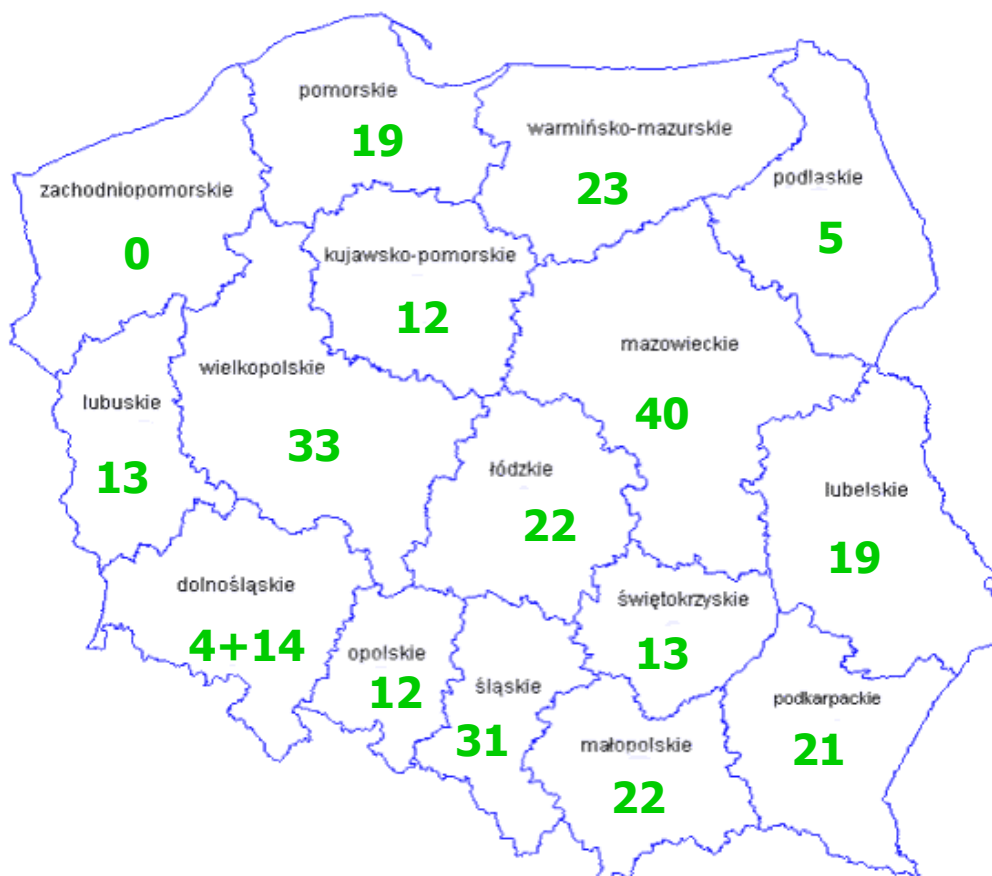 pomorskie
19
warmińsko-mazurskie
23
podlaskie
5
zachodniopomorskie
0
kujawsko-pomorskie
12
mazowieckie
40
wielkopolskie
33
lubuskie
13
łódzkie
22
lubelskie
19
dolnośląskie
4+14
opolskie
12
śląskie
31
świętokrzyskie
13
małopolskie
22
podkarpackie
21